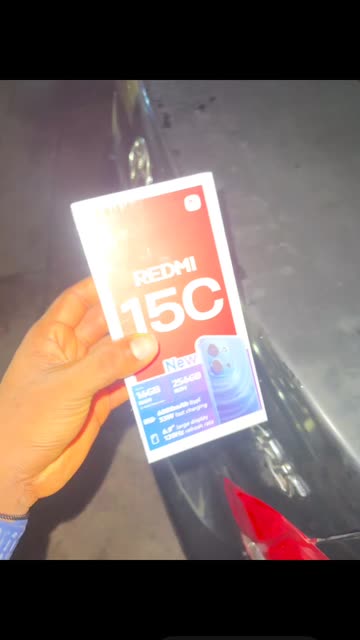 REDMI
15C
New
16GB
256GB
6000mAh
33W fast charging
6.9" large display
120Hz refresh rate